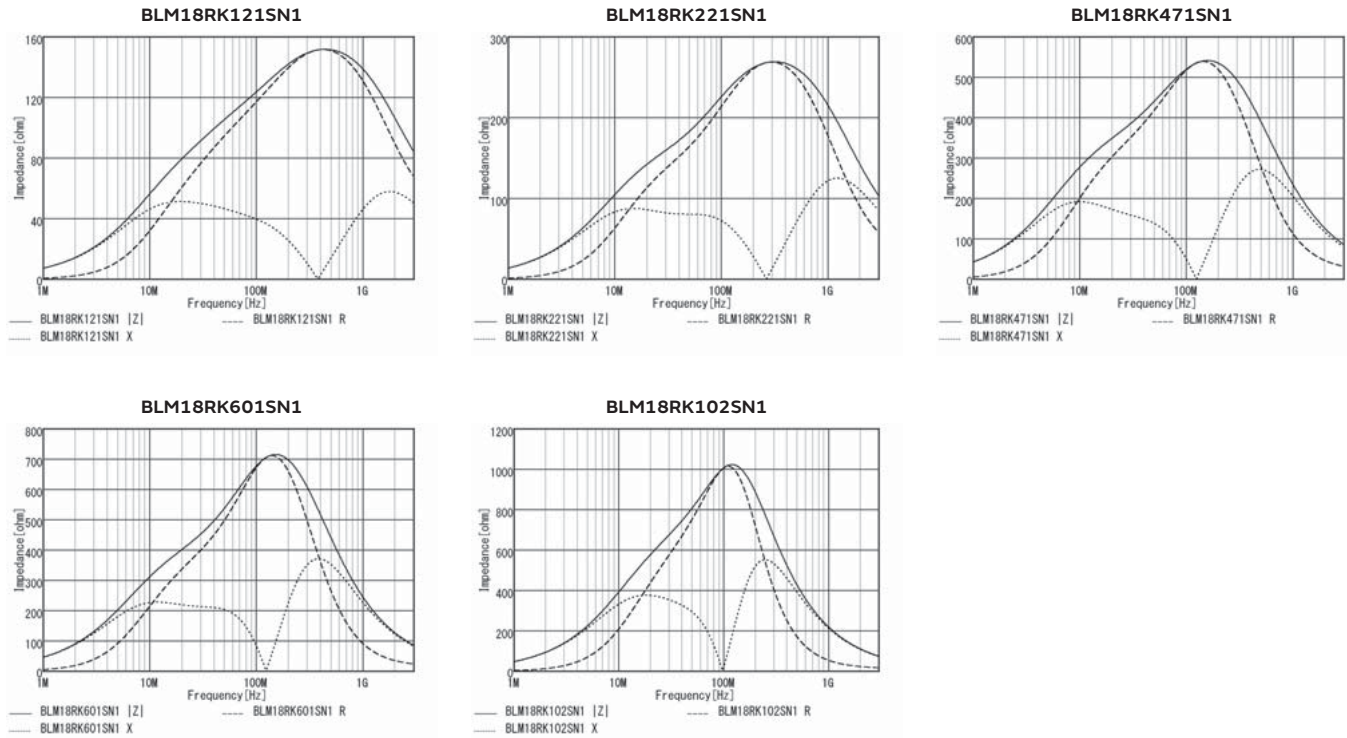 BLM18RK121SN1
160
120
80
40
0
Impedance[ohm]
1M 10M 100M 1G
Frequency[Hz]
BLM18RK121SN1 |Z| BLM18RK121SN1 R
BLM18RK121SN1 X
BLM18RK221SN1
300
200
100
0
Impedance[ohm]
1M 10M 100M 1G
Frequency[Hz]
BLM18RK221SN1 |Z| BLM18RK221SN1 R
BLM18RK221SN1 X
BLM18RK471SN1
600
500
400
300
200
100
0
Impedance[ohm]
1M 10M 100M 1G
Frequency[Hz]
BLM18RK471SN1 |Z| BLM18RK471SN1 R
BLM18RK471SN1 X
BLM18RK601SN1
800
700
600
500
400
300
200
100
0
Impedance[ohm]
1M 10M 100M 1G
Frequency[Hz]
BLM18RK601SN1 |Z| BLM18RK601SN1 R
BLM18RK601SN1 X
BLM18RK102SN1
1200
1000
800
600
400
200
0
Impedance[ohm]
1M 10M 100M 1G
Frequency[Hz]
BLM18RK102SN1 |Z| BLM18RK102SN1 R
BLM18RK102SN1 X